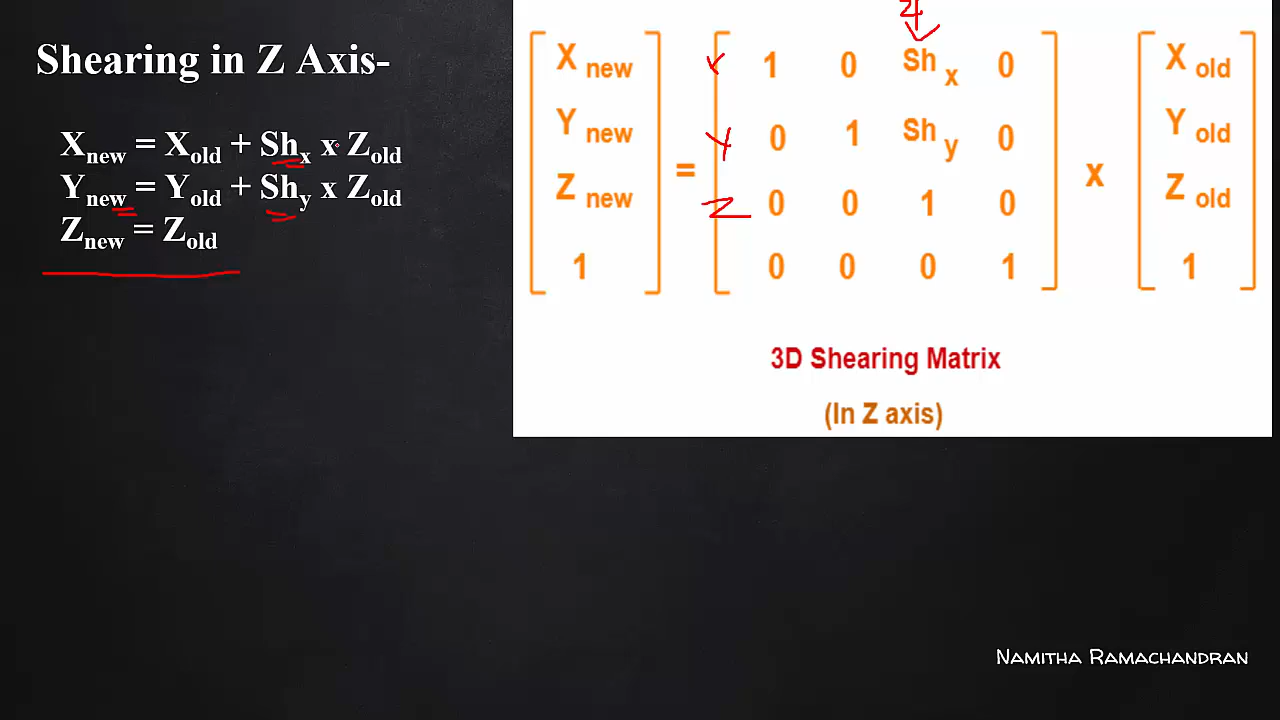 Shearing in Z Axis-
Xnew = Xold + Shx x Zold
Ynew = Yold + Shy x Zold
Znew = Zold
Z
X new X 1 0 Sh x 0 X old
Y new Y 0 1 Sh y 0 Y old
= x
Z new Z 0 0 1 0 Z old
1 0 0 0 1 1
3D Shearing Matrix
(In Z axis)
Namitha Ramachandran